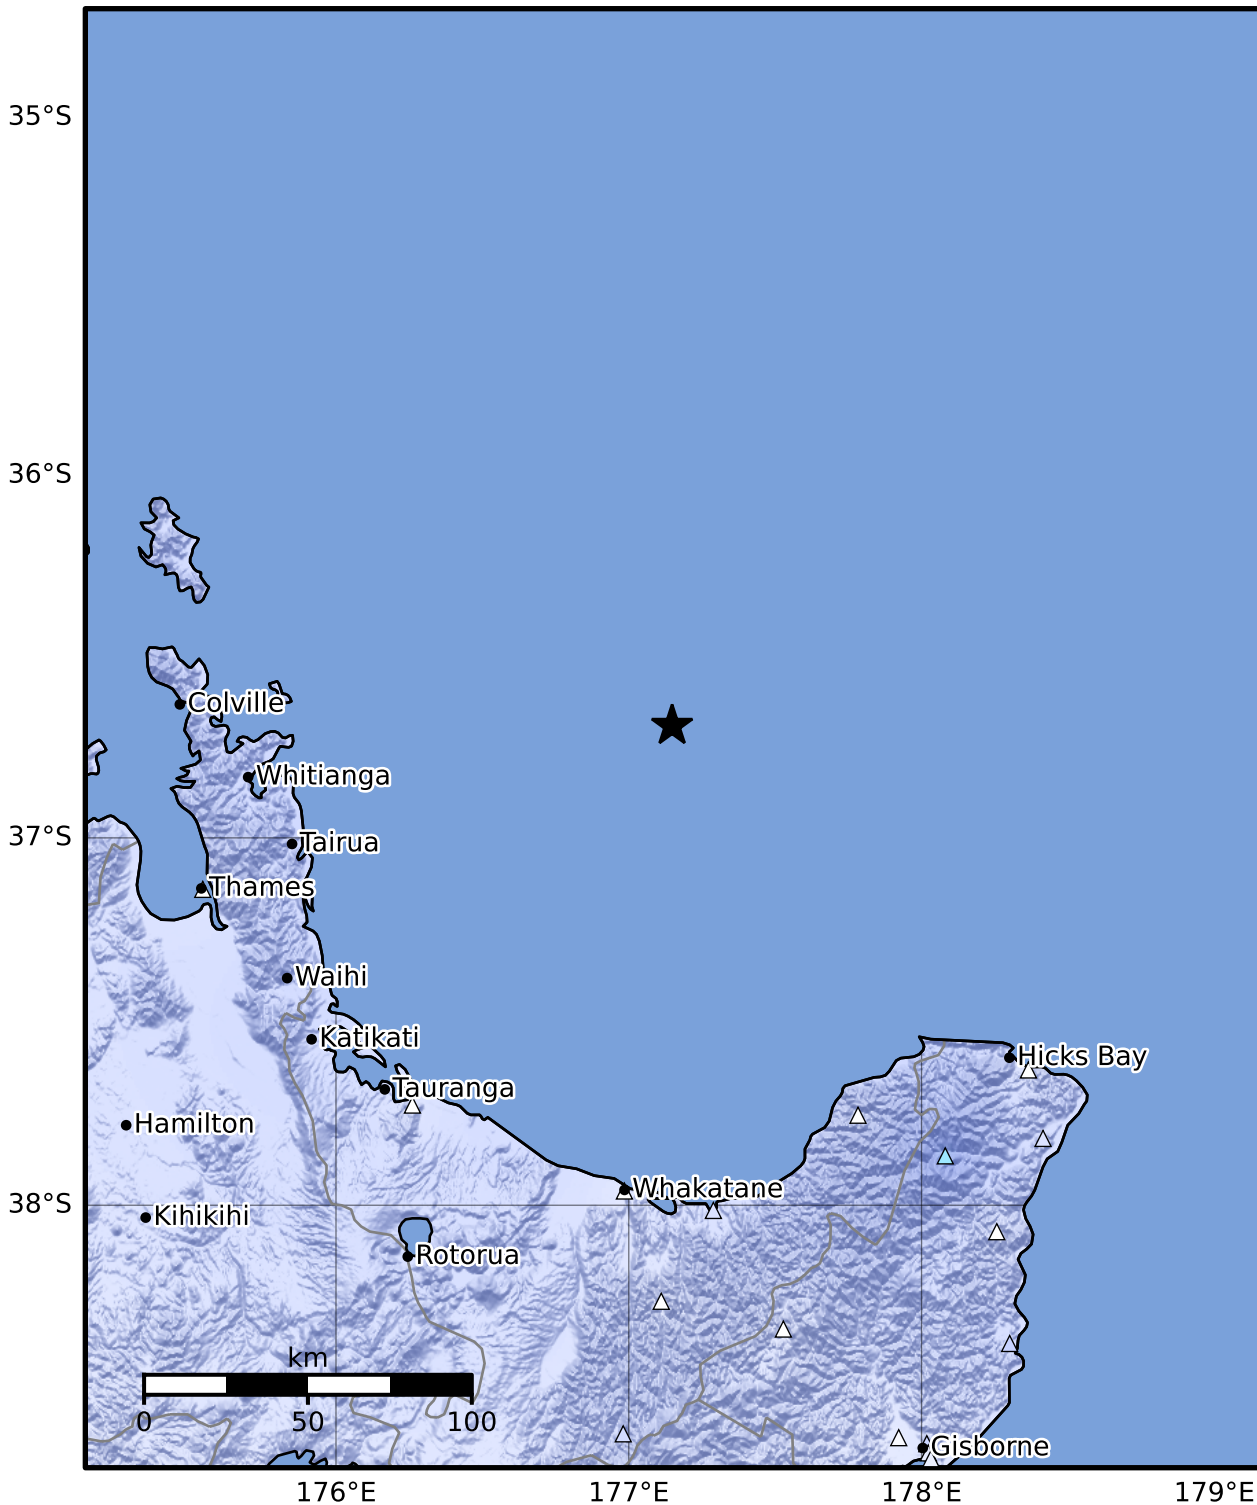 35°S
36°S
Colville
Whitianga
37°S
Tairua
Thames
Waihi
Katikati
Hicks Bay
Tauranga
Hamilton
Whakatane
38°S
Kihikihi
Rotorua
km
0 50 100
Gisborne
176°E 177°E 178°E 179°E